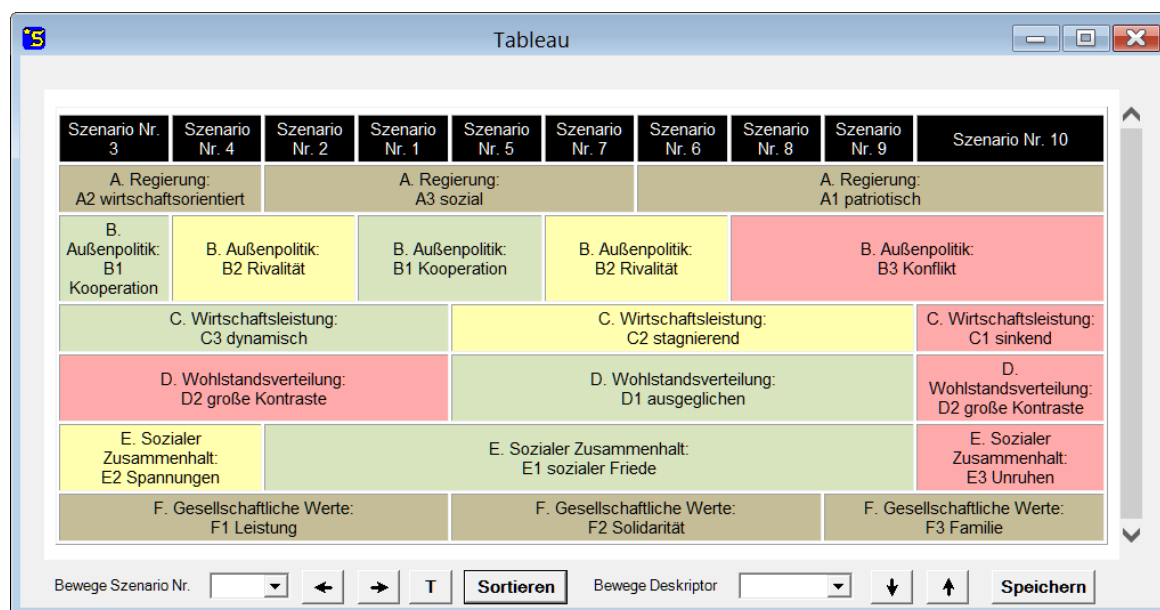 Tableau
Szenario Nr.
3
Szenario
Nr. 4
Szenario
Nr. 2
Szenario
Nr. 1
Szenario
Nr. 5
Szenario
Nr. 7
Szenario
Nr. 6
Szenario
Nr. 8
Szenario
Nr. 9
Szenario Nr. 10
A. Regierung:
A2 wirtschaftsorientiert
A. Regierung:
A3 sozial
A. Regierung:
A1 patriotisch
B.
Außenpolitik:
B1
Kooperation
B. Außenpolitik:
B2 Rivalität
B. Außenpolitik:
B1 Kooperation
B. Außenpolitik:
B2 Rivalität
B. Außenpolitik:
B3 Konflikt
C. Wirtschaftsleistung:
C3 dynamisch
C. Wirtschaftsleistung:
C2 stagnierend
C. Wirtschaftsleistung:
C1 sinkend
D. Wohlstandsverteilung:
D2 große Kontraste
D. Wohlstandsverteilung:
D1 ausgeglichen
D.
Wohlstandsverteilung:
D2 große Kontraste
E. Sozialer
Zusammenhalt:
E2 Spannungen
E. Sozialer Zusammenhalt:
E1 sozialer Friede
E. Sozialer
Zusammenhalt:
E3 Unruhen
F. Gesellschaftliche Werte:
F1 Leistung
F. Gesellschaftliche Werte:
F2 Solidarität
F. Gesellschaftliche Werte:
F3 Familie
Bewege Szenario Nr.
T
Sortieren
Bewege Deskriptor
Speichern